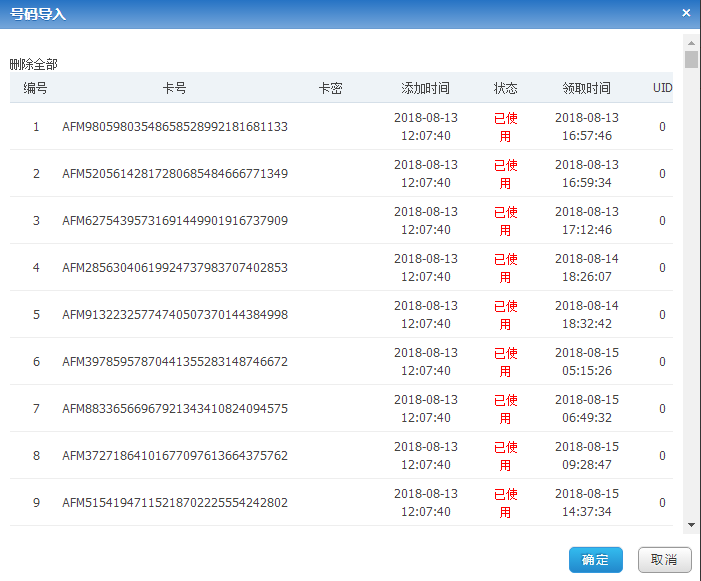 号码导入 ×
删除全部
编号 卡号 卡密 添加时间 状态 领取时间 UID
1 AFM98059803548658528992181681133 2018-08-13 12:07:40 已使用 2018-08-13 16:57:46 0
2 AFM52056142817280685484666771349 2018-08-13 12:07:40 已使用 2018-08-13 16:59:34 0
3 AFM62754395731691449901916737909 2018-08-13 12:07:40 已使用 2018-08-13 17:12:46 0
4 AFM28563040619924737983707402853 2018-08-13 12:07:40 已使用 2018-08-14 18:26:07 0
5 AFM91322325774740507370144384998 2018-08-13 12:07:40 已使用 2018-08-14 18:32:42 0
6 AFM39785957870441355283148746672 2018-08-13 12:07:40 已使用 2018-08-15 05:15:26 0
7 AFM88336566967921343410824094575 2018-08-13 12:07:40 已使用 2018-08-15 06:49:32 0
8 AFM37271864101677097613664375762 2018-08-13 12:07:40 已使用 2018-08-15 09:28:47 0
9 AFM51541947115218702225554242802 2018-08-13 12:07:40 已使用 2018-08-15 14:37:34 0
确定 取消